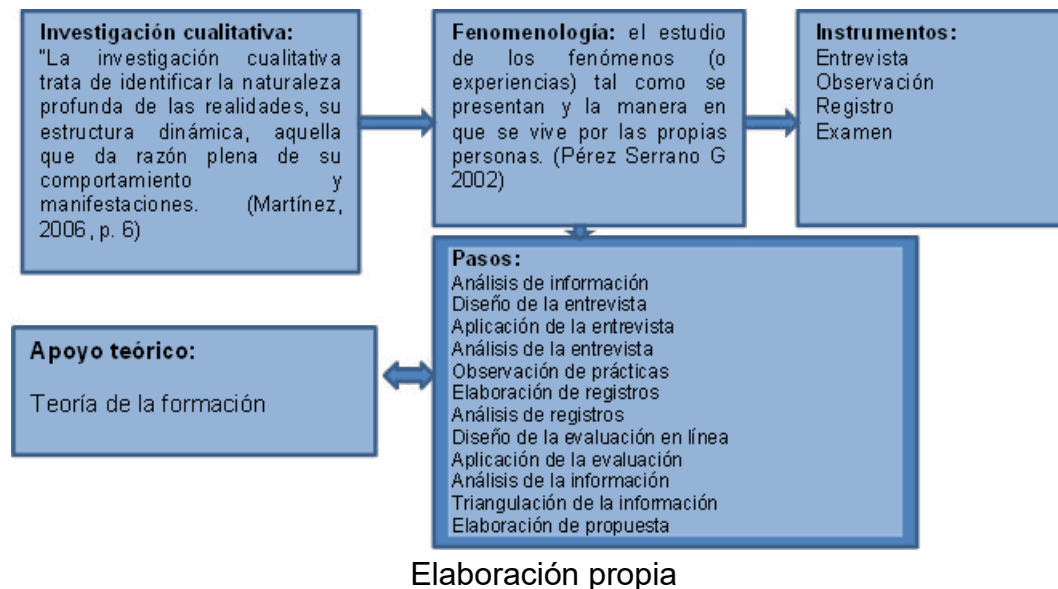 Investigación cualitativa:
"La investigación cualitativa
trata de identificar la naturaleza
profunda de las realidades, su
estructura dinámica, aquella
que da razón plena de su
comportamiento y
manifestaciones. (Martínez,
2006, p. 6)
Fenomenología: el estudio
de los fenómenos (o
experiencias) tal como se
presentan y la manera en
que se vive por las propias
personas. (Pérez Serrano G
2002)
Instrumentos:
Entrevista
Observación
Registro
Examen
Pasos:
Análisis de información
Diseño de la entrevista
Aplicación de la entrevista
Análisis de la entrevista
Observación de prácticas
Elaboración de registros
Análisis de registros
Diseño de la evaluación en línea
Aplicación de la evaluación
Análisis de la información
Triangulación de la información
Elaboración de propuesta
Apoyo teórico:
Teoría de la formación
Elaboración propia